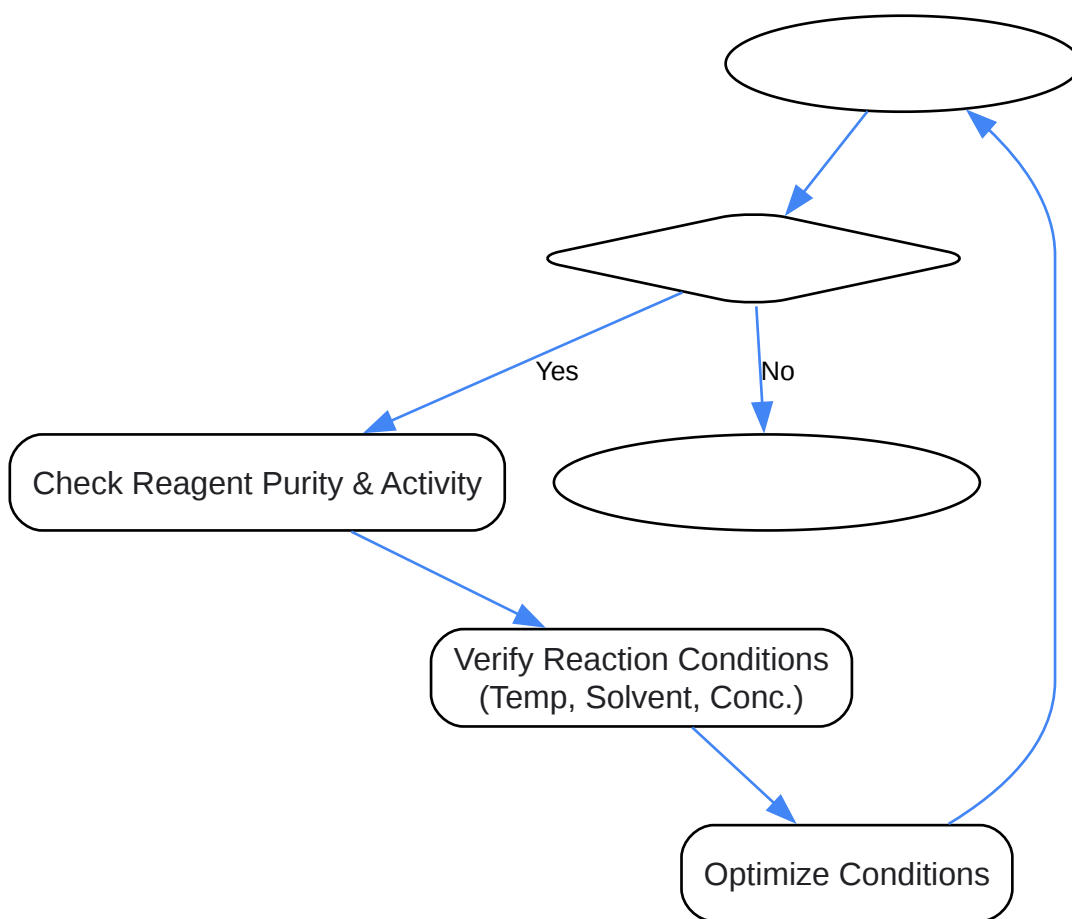 Yes
No
Check Reagent Purity & Activity
Verify Reaction Conditions
(Temp, Solvent, Conc.)
Optimize Conditions